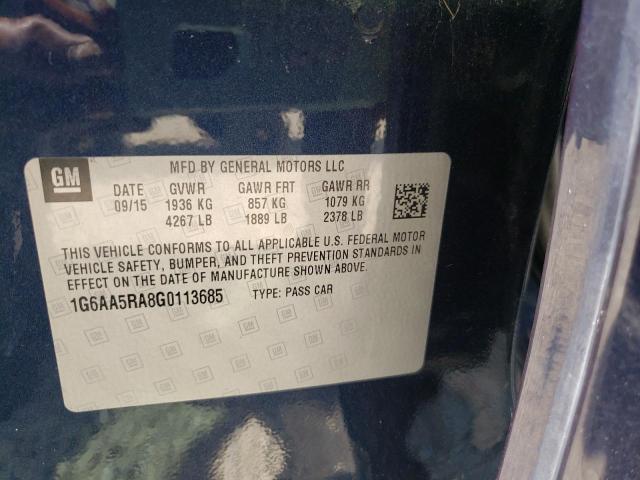 GM
MFD BY GENERAL MOTORS LLC
DATE GVWR GAWR FRT GAWR RR
09/15 1936 KG 857 KG 1079 KG
4267 LB 1889 LB 2378 LB
THIS VEHICLE CONFORMS TO ALL APPLICABLE U.S. FEDERAL MOTOR
VEHICLE SAFETY, BUMPER, AND THEFT PREVENTION STANDARDS IN
EFFECT ON THE DATE OF MANUFACTURE SHOWN ABOVE.
1G6AA5RA8G0113685 TYPE: PASS CAR